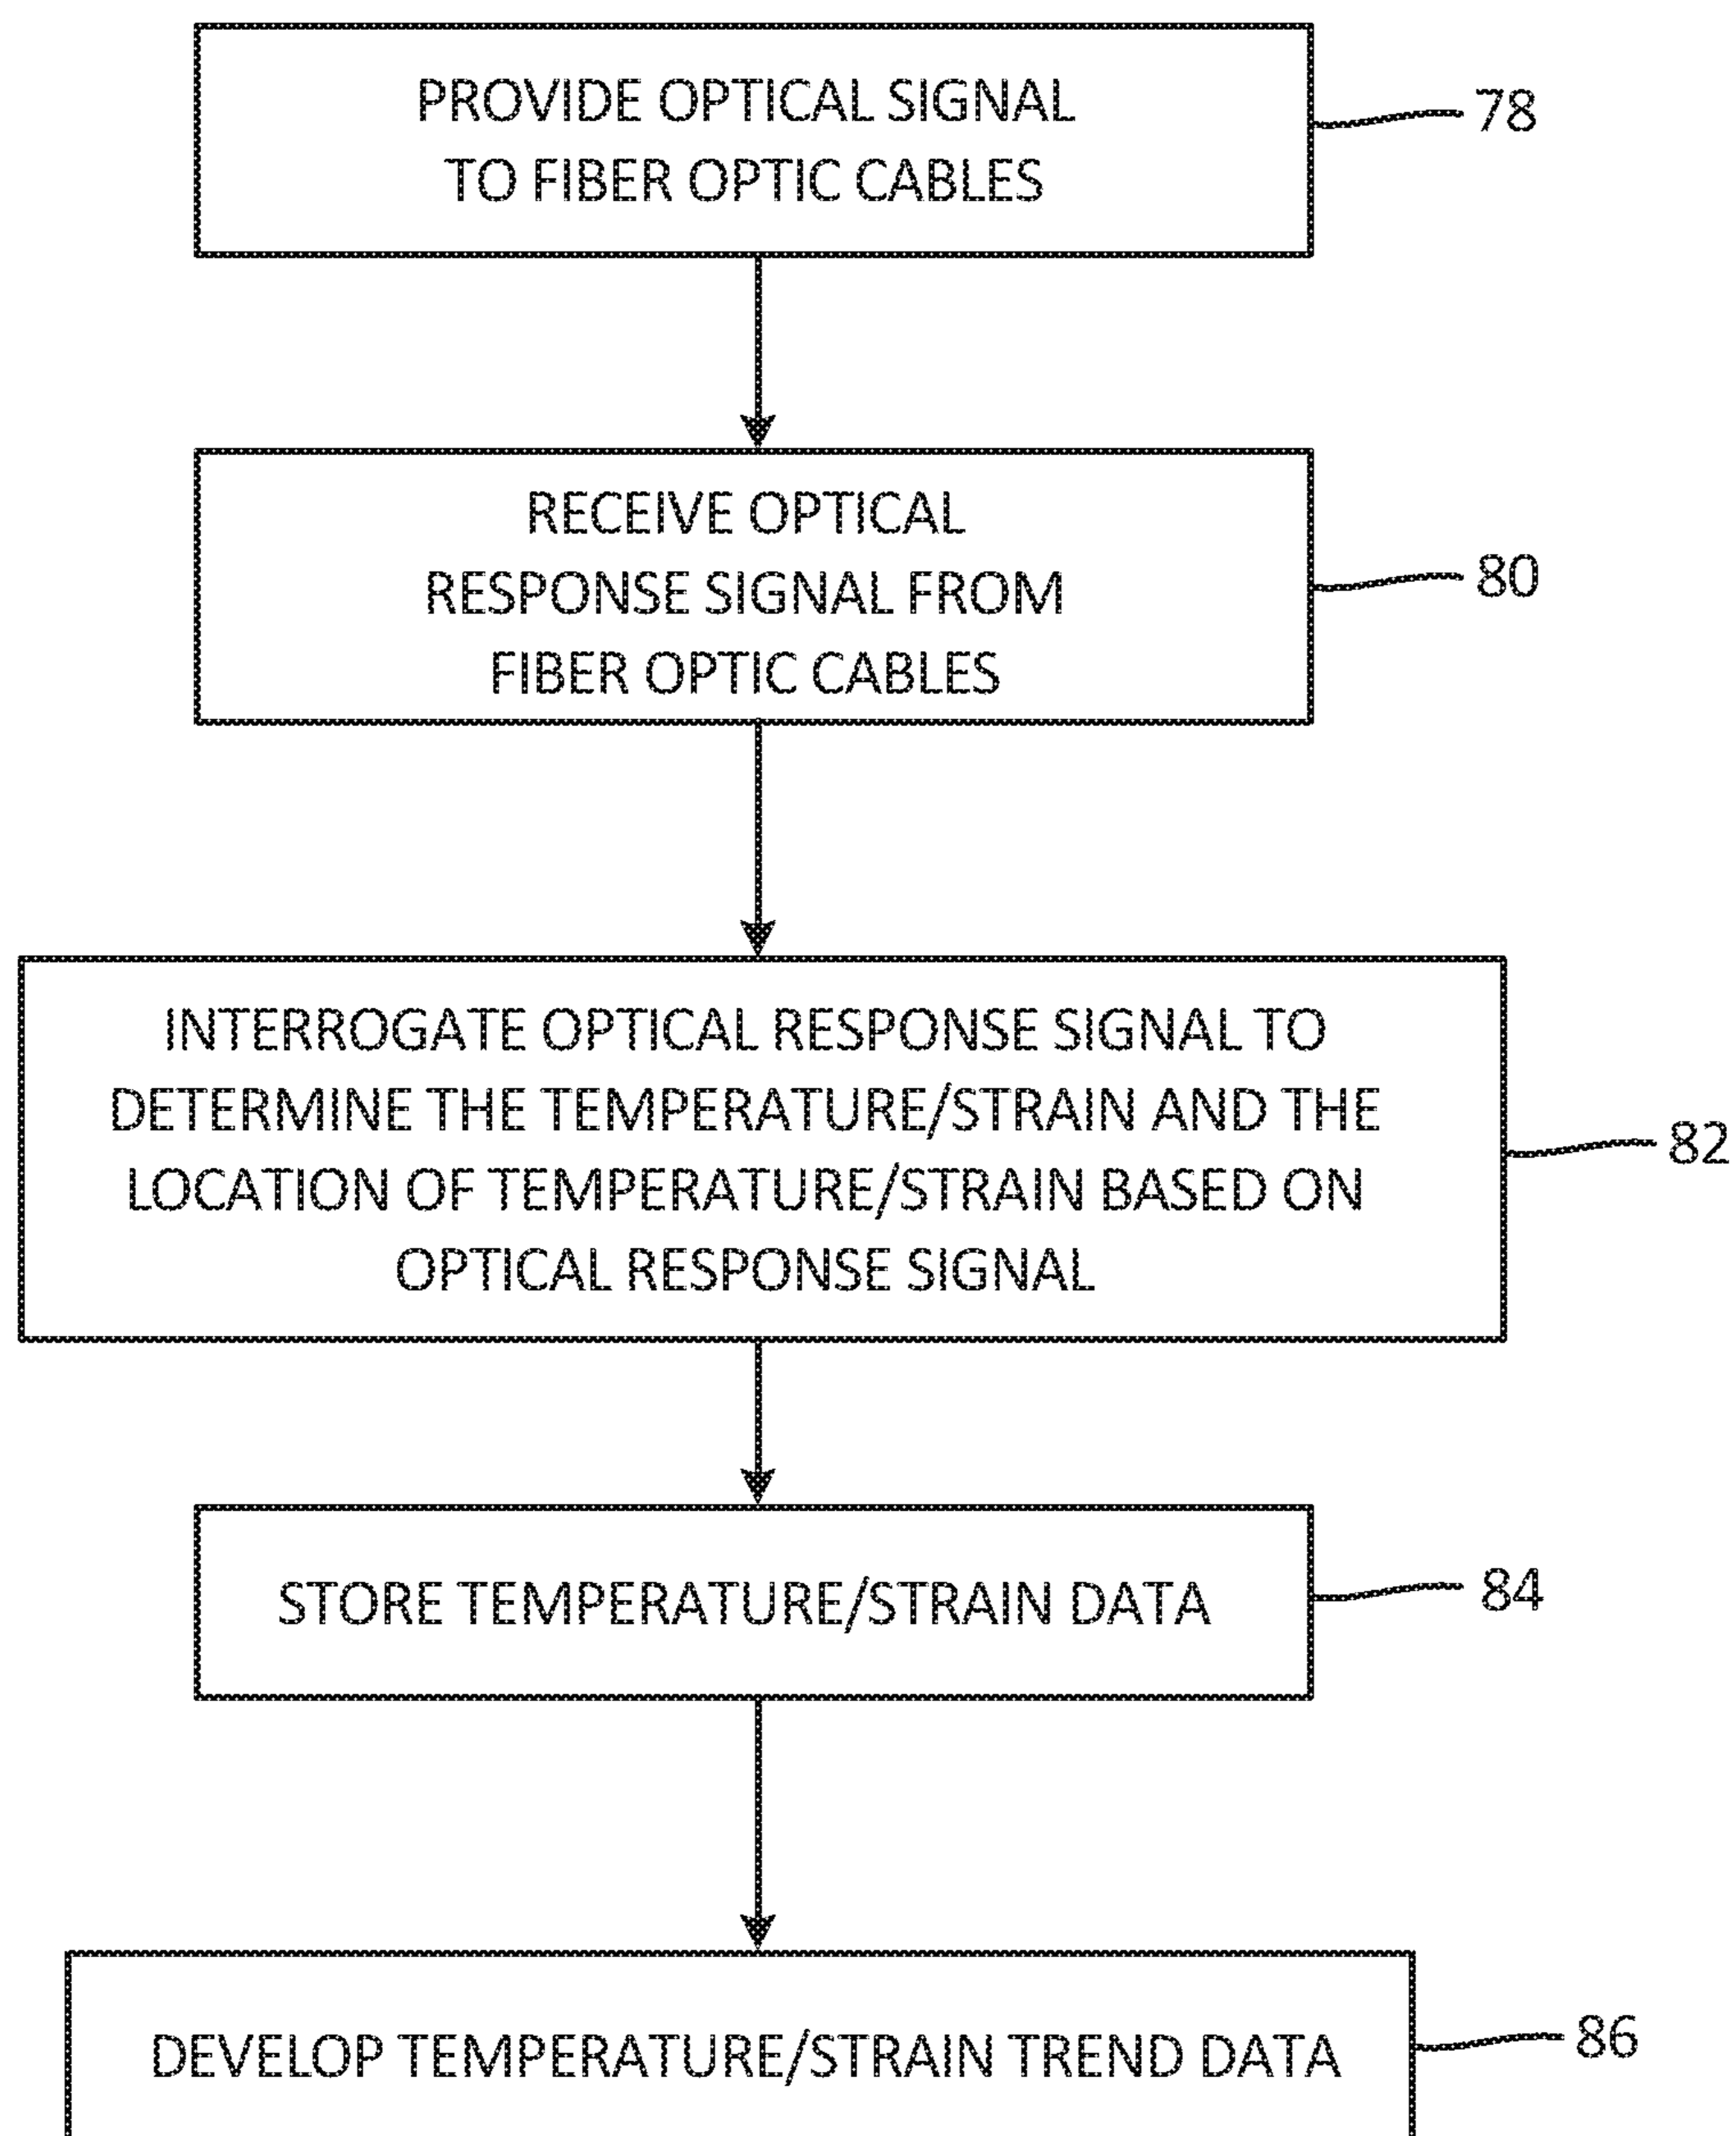 PROVIDE OPTICAL SIGNAL
TO FIBER OPTIC CABLES
78
RECEIVE OPTICAL
RESPONSE SIGNAL FROM
FIBER OPTIC CABLES
80
INTERROGATE OPTICAL RESPONSE SIGNAL TO
DETERMINE THE TEMPERATURE/STRAIN AND THE
LOCATION OF TEMPERATURE/STRAIN BASED ON
OPTICAL RESPONSE SIGNAL
82
STORE TEMPERATURE/STRAIN DATA
84
DEVELOP TEMPERATURE/STRAIN TREND DATA
86